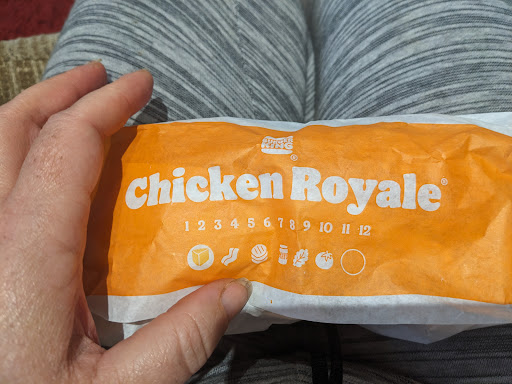 BURGER
KING
®
Chicken Royale®
1 2 3 4 5 6 7 8 9 10 11 12